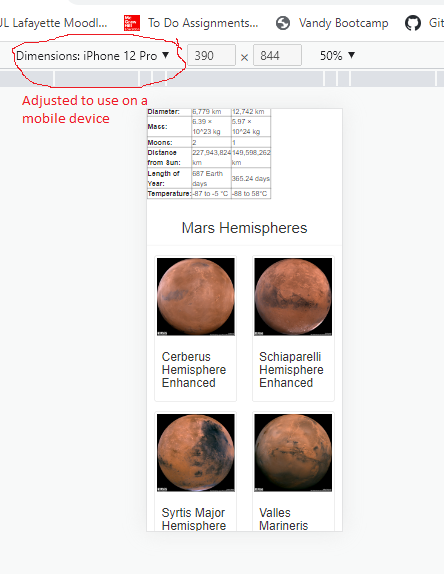 UL Lafayette Moodl... To Do Assignments... Vandy Bootcamp Git
Dimensions: iPhone 12 Pro ▼ 390 × 844 50% ▼
Adjusted to use on a
mobile device
Diameter: 6,779 km 12,742 km
Mass: 6.39 × 10^23 kg 5.97 × 10^24 kg
Moons: 2 1
Distance from Sun: 227,943,824 km 149,598,262 km
Length of Year: 687 Earth days 365.24 days
Temperature: -87 to -5 °C -88 to 58°C
Mars Hemispheres
Cerberus
Hemisphere
Enhanced
Schiaparelli
Hemisphere
Enhanced
Syrtis Major
Hemisphere
Valles
Marineris